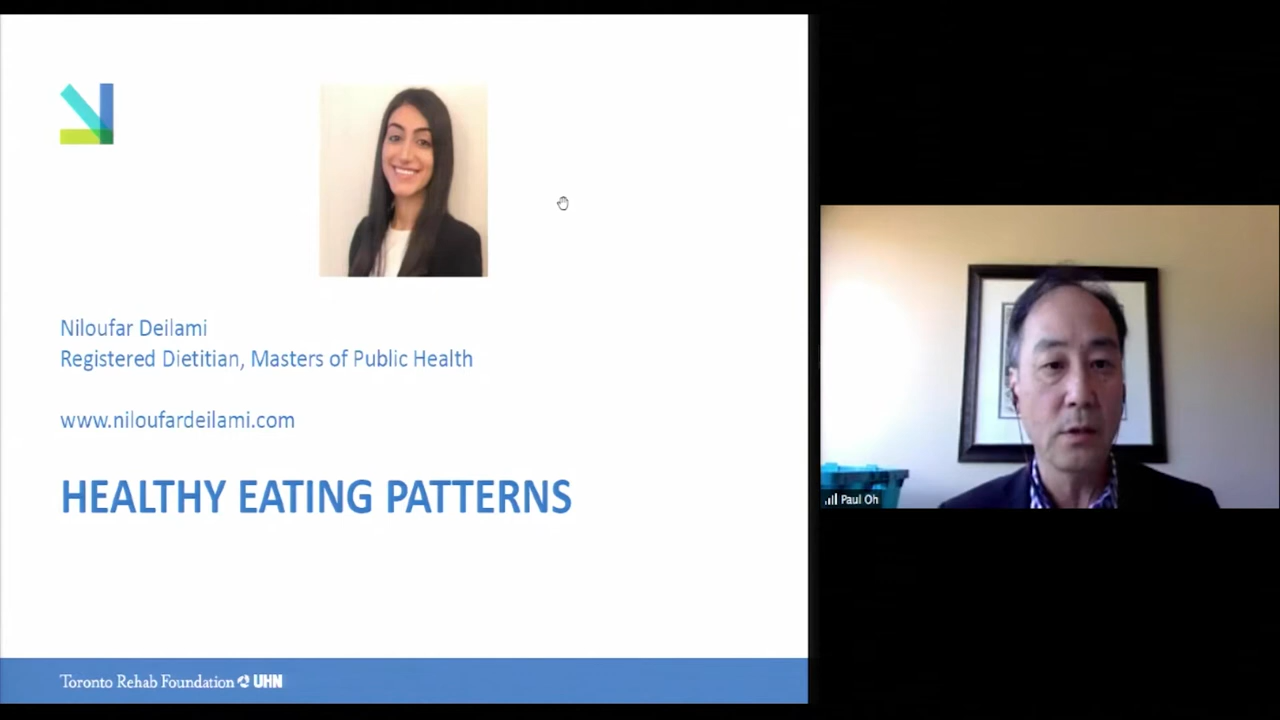 Niloufar Deilami
Registered Dietitian, Masters of Public Health
www.niloufardeilami.com
HEALTHY EATING PATTERNS
Toronto Rehab Foundation UHN
Paul Oh